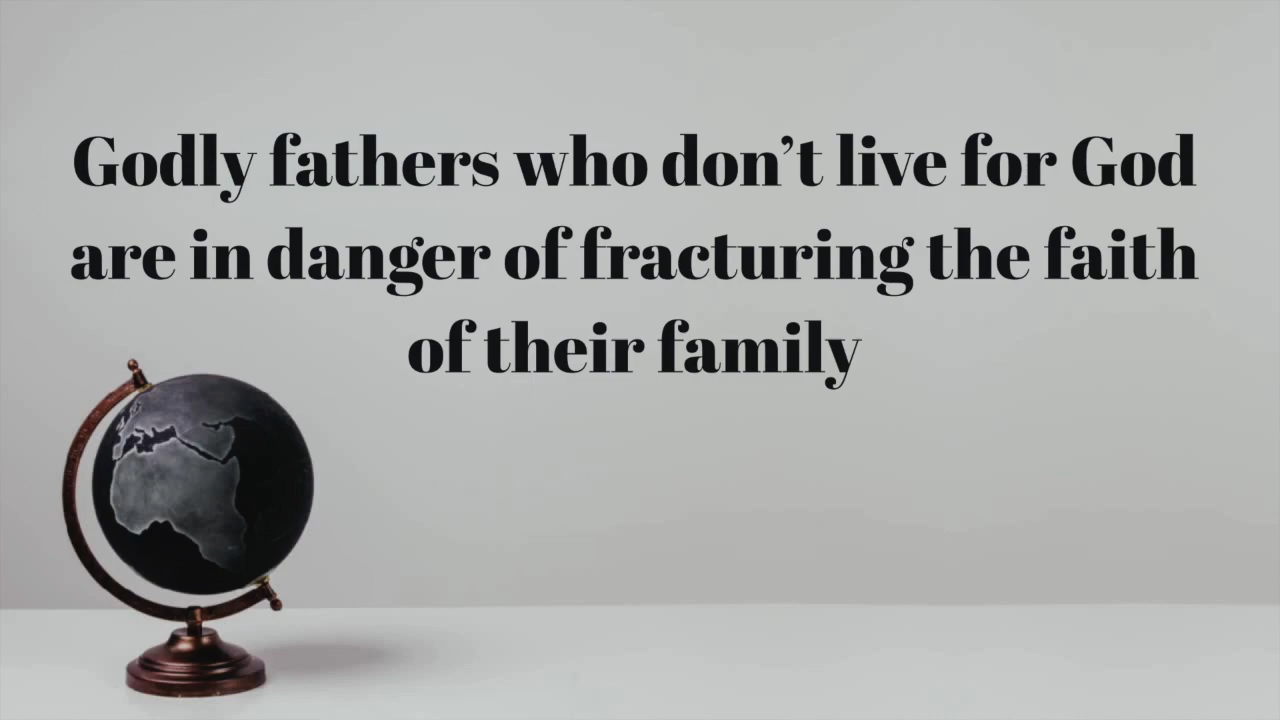 Godly fathers who don’t live for God
are in danger of fracturing the faith
of their family